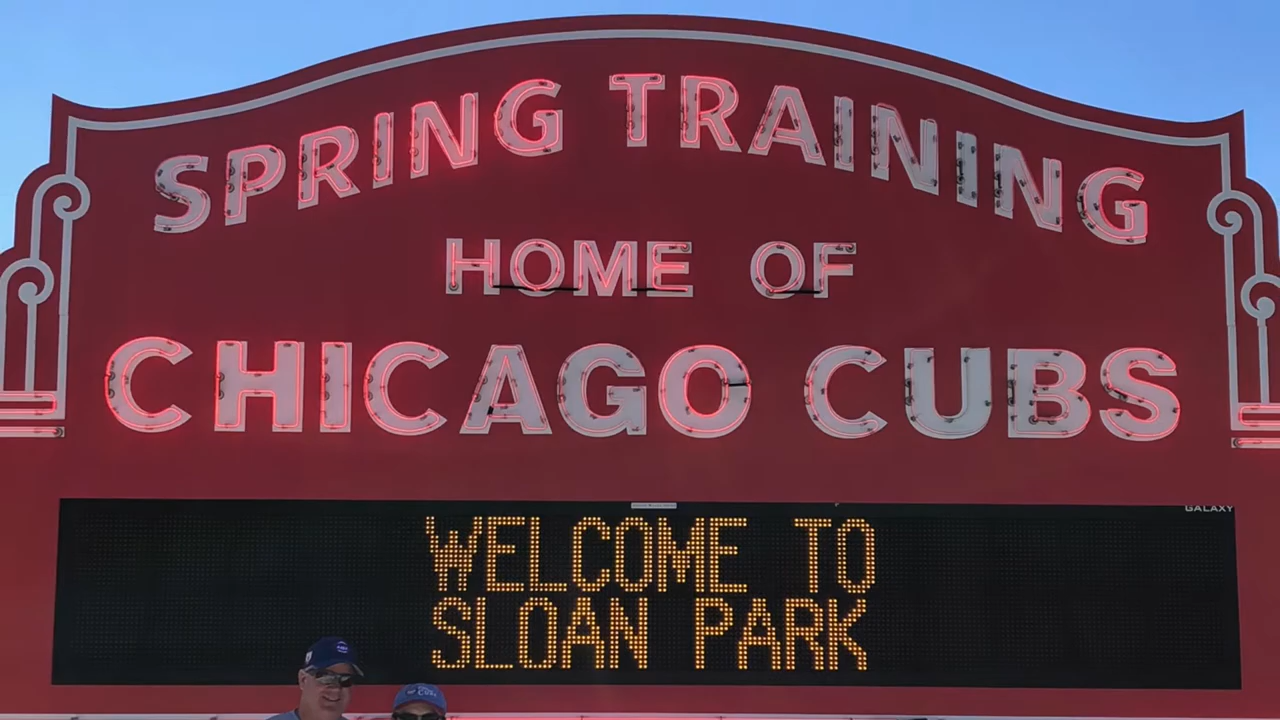 SPRING TRAINING
HOME OF
CHICAGO CUBS
GALAXY
WELCOME TO
SLOAN PARK